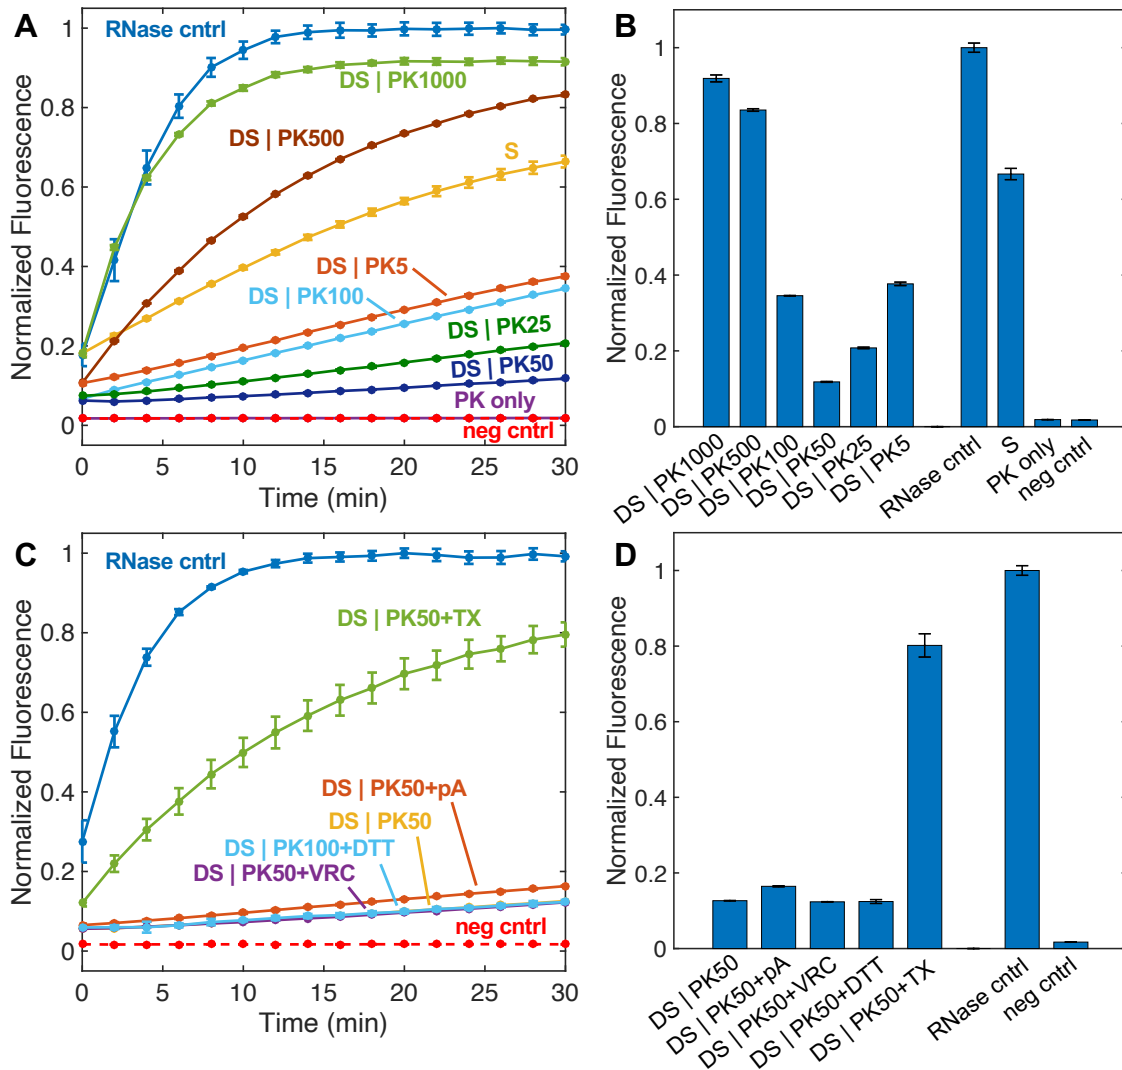 A
RNase cntrl
DS | PK1000
DS | PK500
S
DS | PK5
DS | PK100
DS | PK25
DS | PK50
PK only
neg cntrl
Normalized Fluorescence
1
0.8
0.6
0.4
0.2
0
0
5
10
15
20
25
30
Time (min)
B
Normalized Fluorescence
1
0.8
0.6
0.4
0.2
0
DS | PK1000
DS | PK500
DS | PK100
DS | PK50
DS | PK25
DS | PK5
RNase cntrl
S
PK only
neg cntrl
C
RNase cntrl
DS | PK50+TX
DS | PK50+pA
DS | PK50
DS | PK100+DTT
DS | PK50+VRC
neg cntrl
Normalized Fluorescence
1
0.8
0.6
0.4
0.2
0
0
5
10
15
20
25
30
Time (min)
D
Normalized Fluorescence
1
0.8
0.6
0.4
0.2
0
DS | PK50
DS | PK50+pA
DS | PK50+VRC
DS | PK50+DTT
DS | PK50+TX
RNase cntrl
neg cntrl